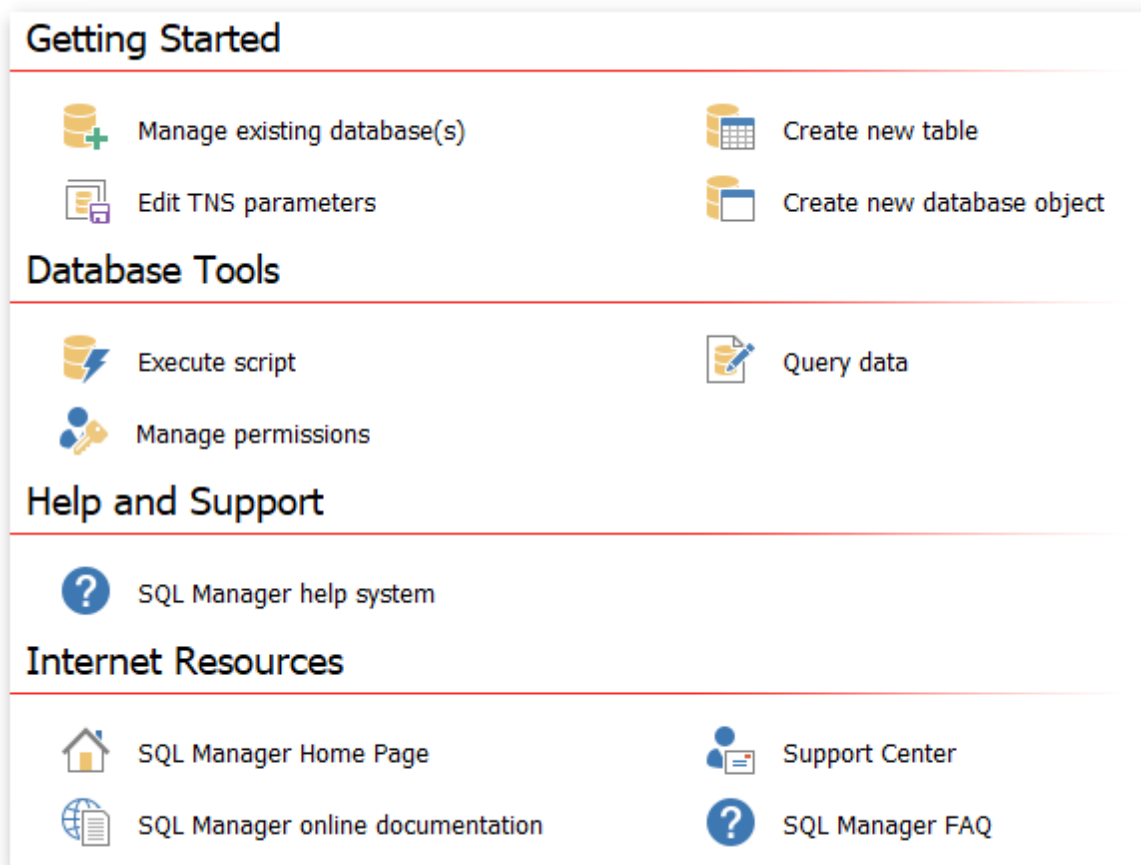 Getting Started
Manage existing database(s)
Create new table
Edit TNS parameters
Create new database object
Database Tools
Execute script
Query data
Manage permissions
Help and Support
? SQL Manager help system
Internet Resources
SQL Manager Home Page
Support Center
SQL Manager online documentation
? SQL Manager FAQ